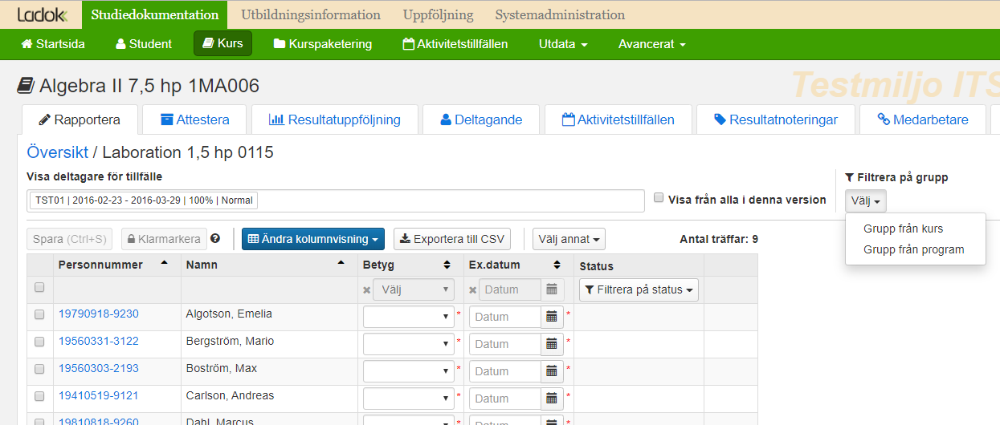 Ladok Studiedokumentation Utbildningsinformation Uppföljning Systemadministration
Startsida Student Kurs Kurspaketering Aktivitetstillfällen Utdata Avancerat
Algebra II 7,5 hp 1MA006
Testmiljo ITS
Rapportera Attestera Resultatuppföljning Deltagande Aktivitetstillfällen Resultatnoteringar Medarbetare
Översikt / Laboration 1,5 hp 0115
Visa deltagare för tillfälle
TST01 | 2016-02-23 - 2016-03-29 | 100% | Normal
Visa från alla i denna version
Filtrera på grupp
Välj
Grupp från kurs
Grupp från program
Spara (Ctrl+S) Klarmarkera Ändra kolumnvisning Exportera till CSV Välj annat Antal träffar: 9
Personnummer Namn Betyg Ex.datum Status
Välj Datum Filtrera på status
19790918-9230 Algotson, Emelia * Datum *
19560331-3122 Bergström, Mario * Datum *
19560303-2193 Boström, Max * Datum *
19410519-9121 Carlson, Andreas * Datum *
19810818-9260 Dahl, Marcus * Datum *